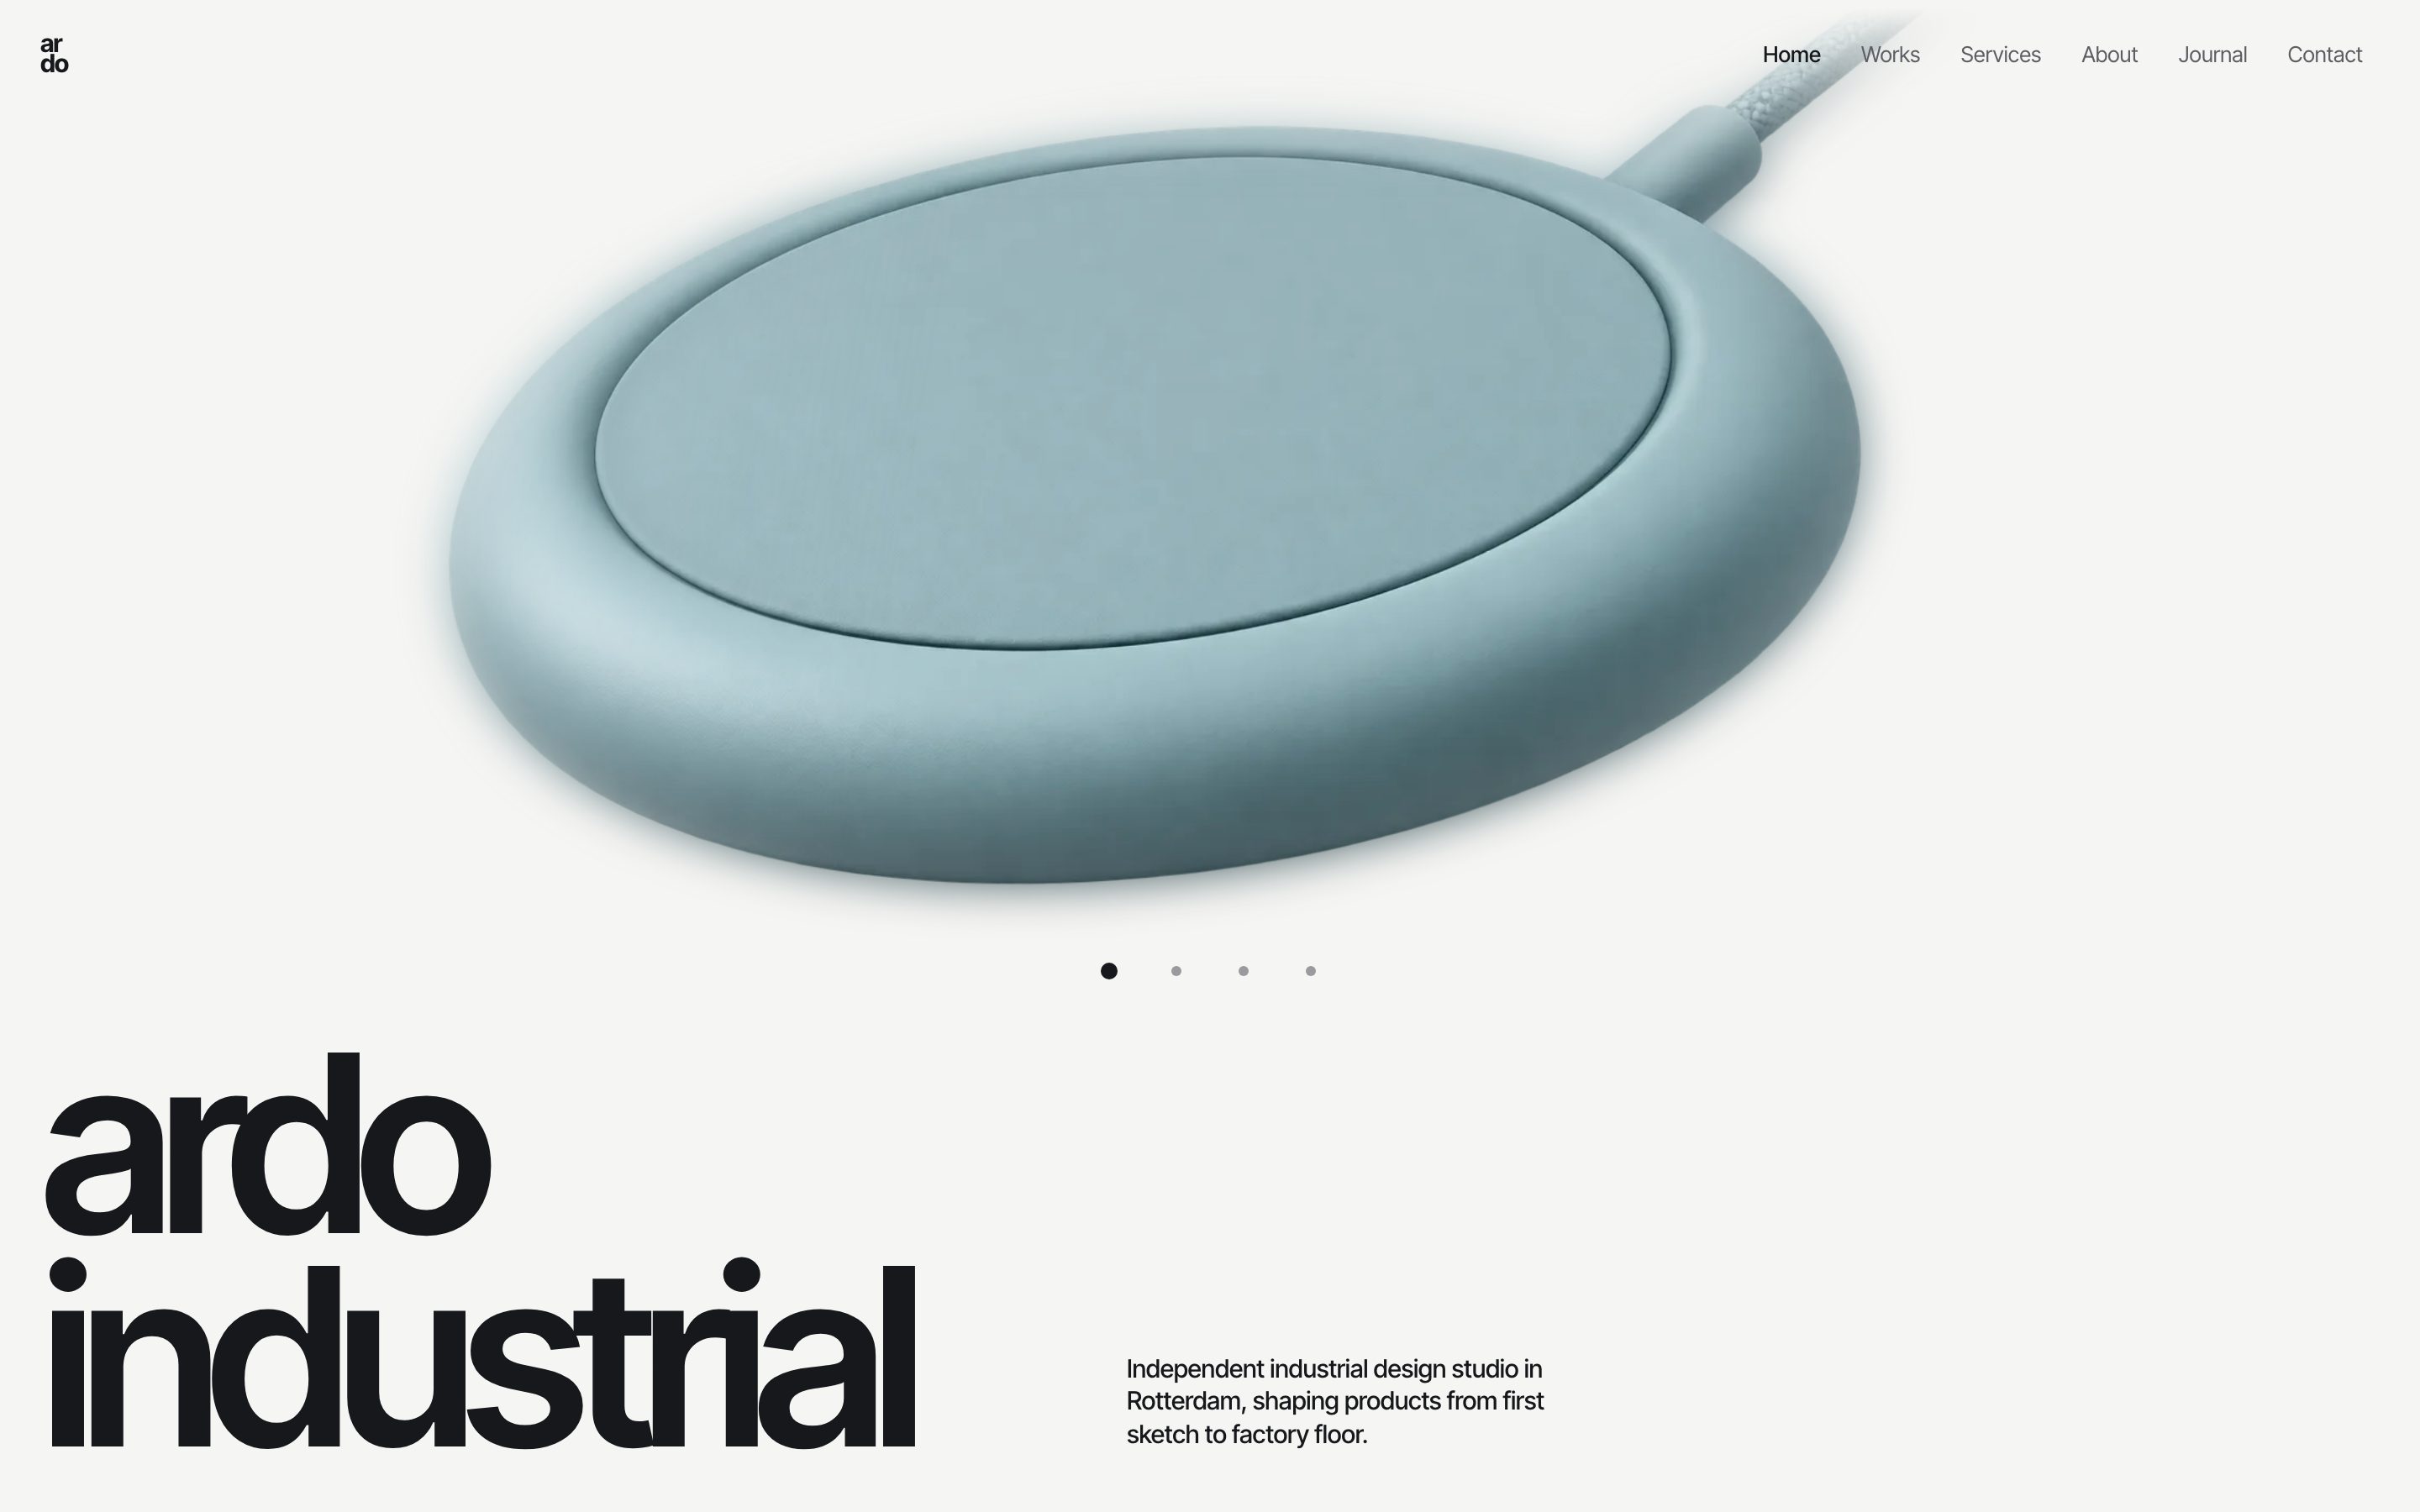 ar
do
Home Works Services About Journal Contact
ardo
industrial
Independent industrial design studio in
Rotterdam, shaping products from first
sketch to factory floor.